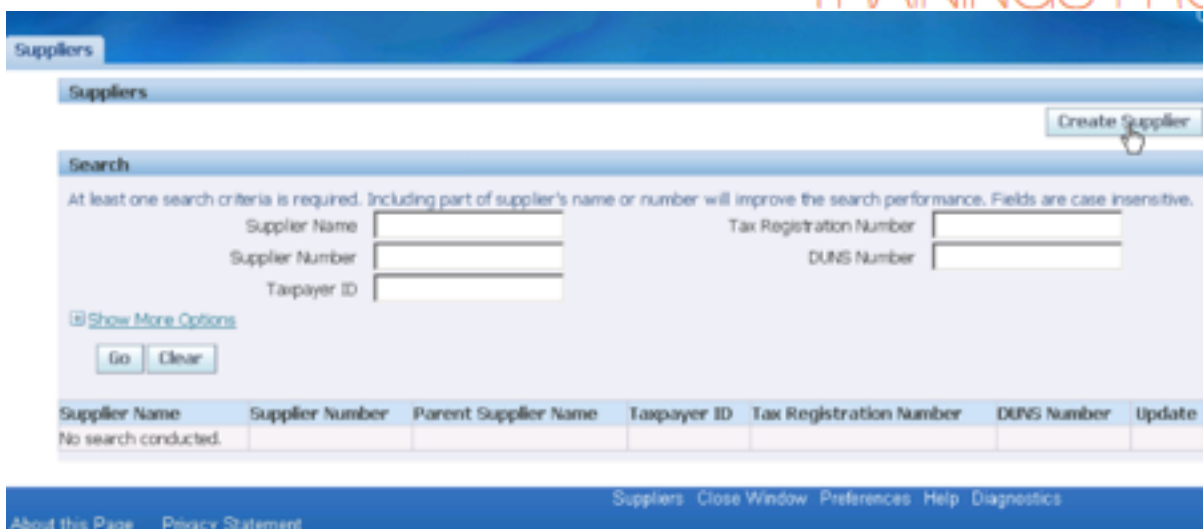 Suppliers
Suppliers
Create Supplier
Search
At least one search criteria is required. Including part of supplier's name or number will improve the search performance. Fields are case insensitive.
Supplier Name Tax Registration Number
Supplier Number DUNS Number
Taxpayer ID
Show More Options
Go Clear
Supplier Name Supplier Number Parent Supplier Name Taxpayer ID Tax Registration Number DUNS Number Update
No search conducted.
Suppliers Close Window Preferences Help Diagnostics
About this Page Privacy Statement